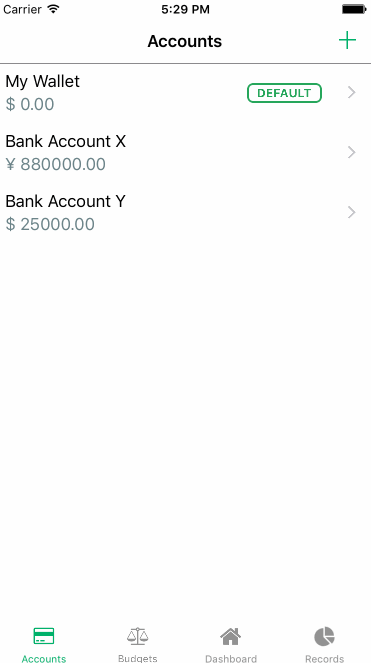 Carrier 5:29 PM
Accounts
My Wallet
$ 0.00
DEFAULT
Bank Account X
¥ 880000.00
Bank Account Y
$ 25000.00
Accounts Budgets Dashboard Records